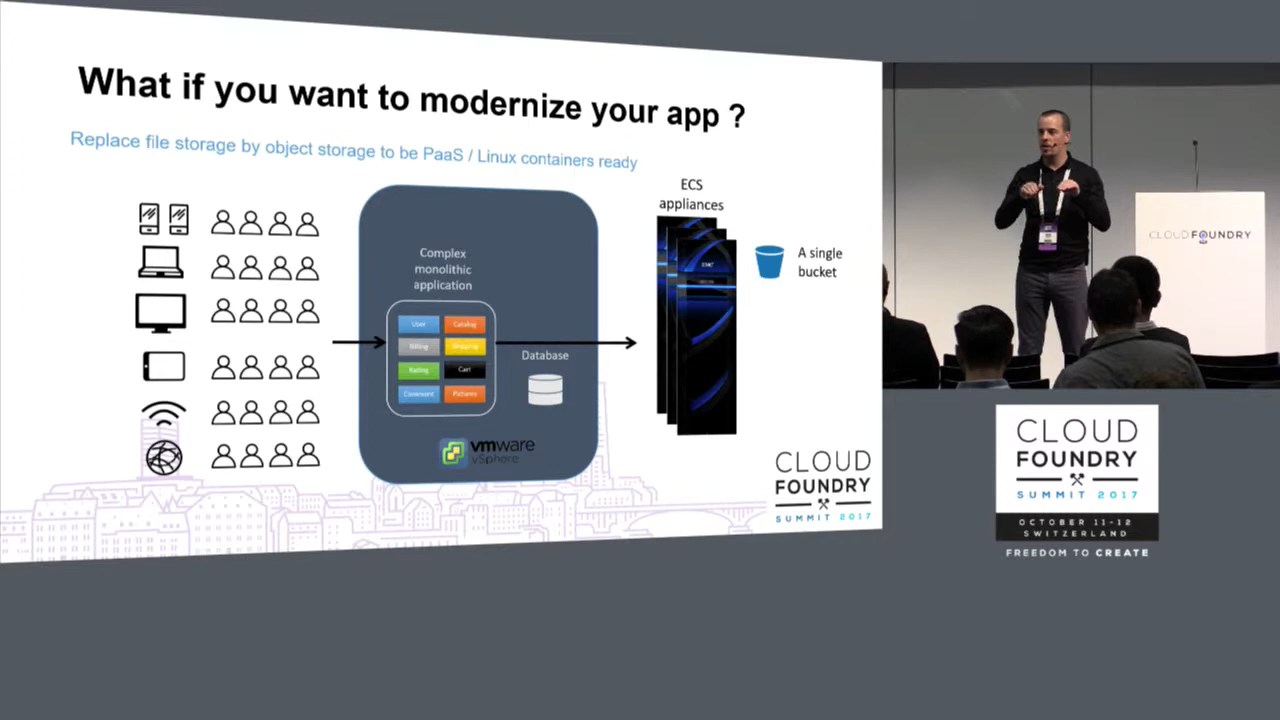 What if you want to modernize your app ?
Replace file storage by object storage to be PaaS / Linux containers ready
ECS
appliances
A single
bucket
Complex
monolithic
application
User
Catalog
Billing
Shipping
Rating
Cart
Comment
Pictures
Database
vmware
vSphere
EMC
CLOUD
FOUNDRY
SUMMIT 2017
CLOUD FOUNDRY
CLOUD
FOUNDRY
SUMMIT 2017
OCTOBER 11-12
SWITZERLAND
FREEDOM TO CREATE